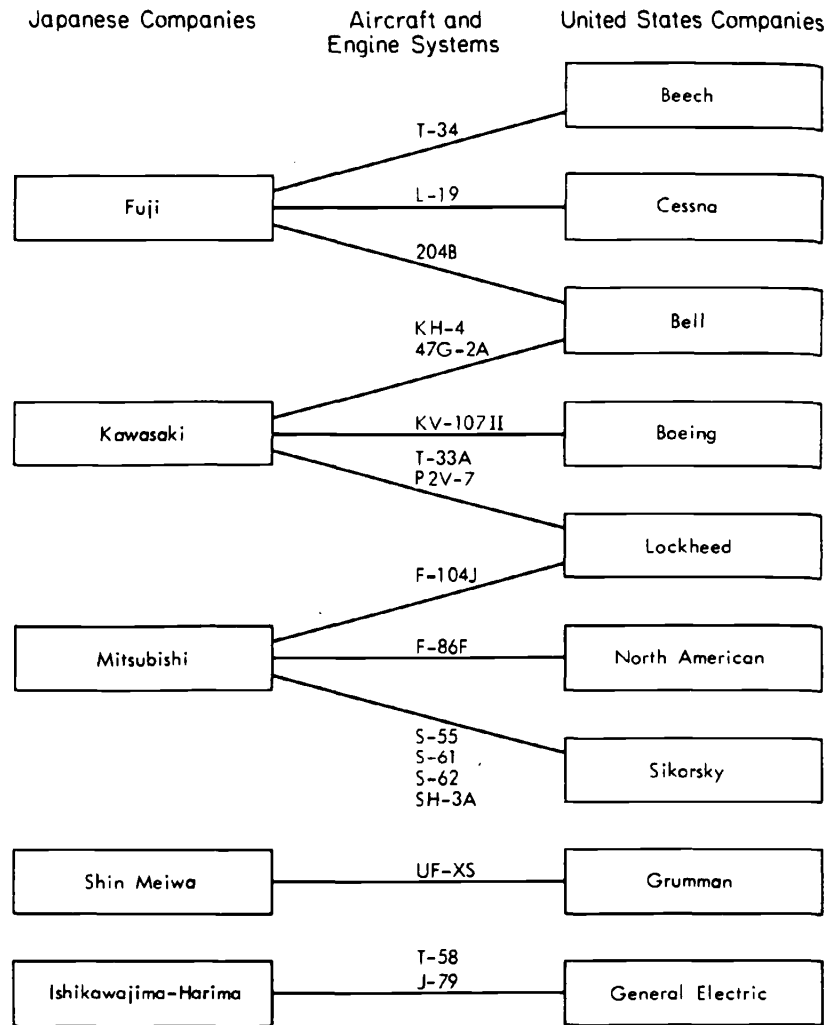 Japanese Companies
Aircraft and
Engine Systems
United States Companies
Beech
T-34
Fuji
L-19
Cessna
204B
Bell
KH-4
47G-2A
Kawasaki
KV-107II
Boeing
T-33A
P2V-7
Lockheed
F-104J
Mitsubishi
F-86F
North American
S-55
S-61
S-62
SH-3A
Sikorsky
Shin Meiwa
UF-XS
Grumman
T-58
J-79
Ishikawajima-Harima
General Electric